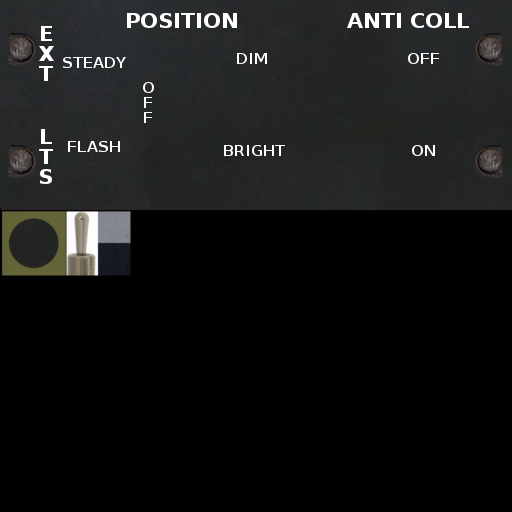 POSITION
ANTI COLL
EXT
STEADY
DIM
OFF
OFF
LTS
FLASH
BRIGHT
ON